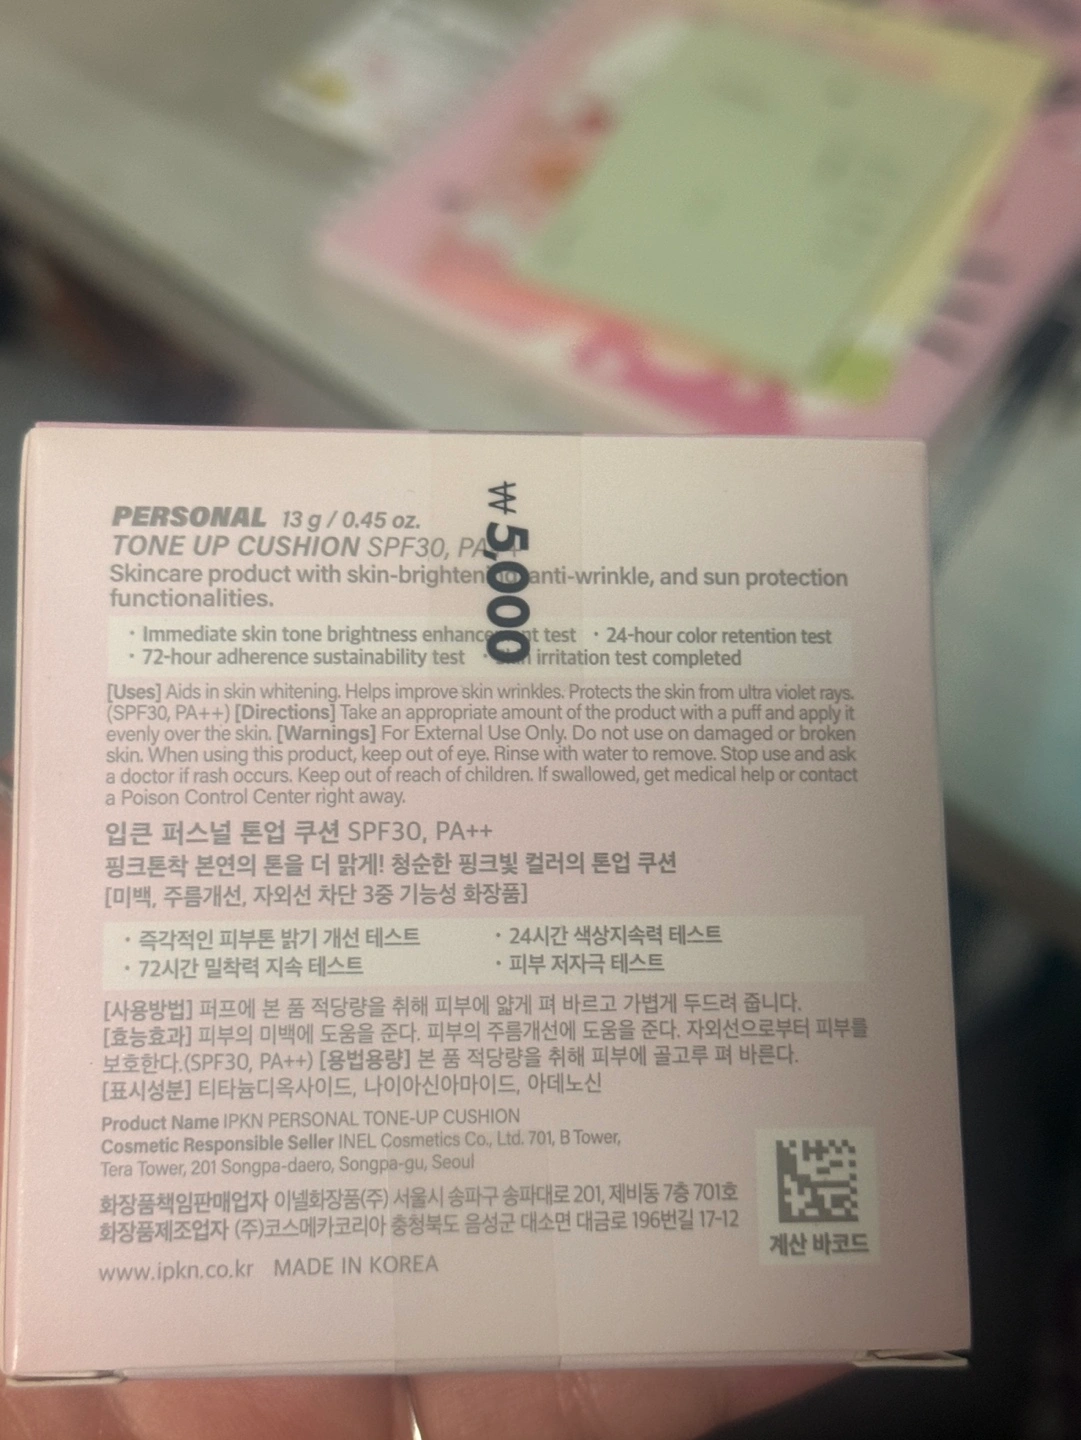 PERSONAL 13 g / 0.45 oz.
TONE UP CUSHION SPF30,
Skincare product with anti-wrinkle, and sun protection
functionalities.
· Immediate skin tone brightness test · 24-hour color retention test
· 72-hour adherence sustainability test · irritation test completed
₩ 5,000
[Uses] Aids in skin whitening. Helps improve skin wrinkles. Protects the skin from ultra violet rays.
(SPF30, PA++) [Directions] Take an appropriate amount of the product with a puff and apply it
evenly over the skin. [Warnings] For External Use Only. Do not use on damaged or broken
skin. When using this product, keep out of eye. Rinse with water to remove. Stop use and ask
a doctor if rash occurs. Keep out of reach of children. If swallowed, get medical help or contact
a Poison Control Center right away.
입큰 퍼스널 톤업 쿠션 SPF30, PA++
핑크톤착 본연의 톤을 더 맑게! 청순한 핑크빛 컬러의 톤업 쿠션
[미백, 주름개선, 자외선 차단 3중 기능성 화장품]
· 즉각적인 피부톤 밝기 개선 테스트 · 24시간 색상지속력 테스트
· 72시간 밀착력 지속 테스트 · 피부 저자극 테스트
[사용방법] 퍼프에 본 품 적당량을 취해 피부에 얇게 펴 바르고 가볍게 두드려 줍니다.
[효능효과] 피부의 미백에 도움을 준다. 피부의 주름개선에 도움을 준다. 자외선으로부터 피부를
보호한다.(SPF30, PA++) [용법용량] 본 품 적당량을 취해 피부에 골고루 펴 바른다.
[표시성분] 티타늄디옥사이드, 나이아신아마이드, 아데노신
Product Name IPKN PERSONAL TONE-UP CUSHION
Cosmetic Responsible Seller INEL Cosmetics Co., Ltd. 701, B Tower,
Tera Tower, 201 Songpa-daero, Songpa-gu, Seoul
화장품책임판매업자 이넬화장품(주) 서울시 송파구 송파대로 201, 제비동 7층 701호
화장품제조업자 (주)코스메카코리아 충청북도 음성군 대소면 대금로 196번길 17-12
계산 바코드
www.ipkn.co.kr MADE IN KOREA